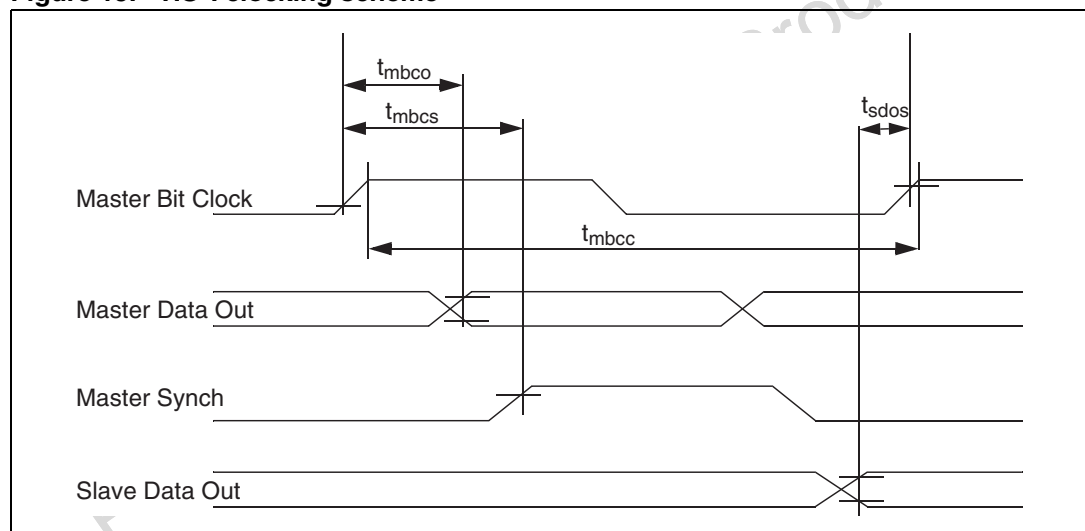 t_mbco
t_mbcs
t_sdos
Master Bit Clock
t_mbcc
Master Data Out
Master Synch
Slave Data Out